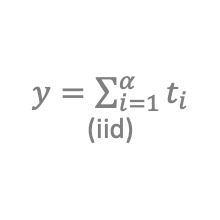 y = ∑_{i=1}^{α} t_i
(iid)